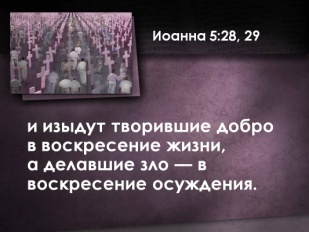 Иоанна 5:28, 29
и изыдут творившие добро
в воскресение жизни,
а делавшие зло — в
воскресение осуждения.